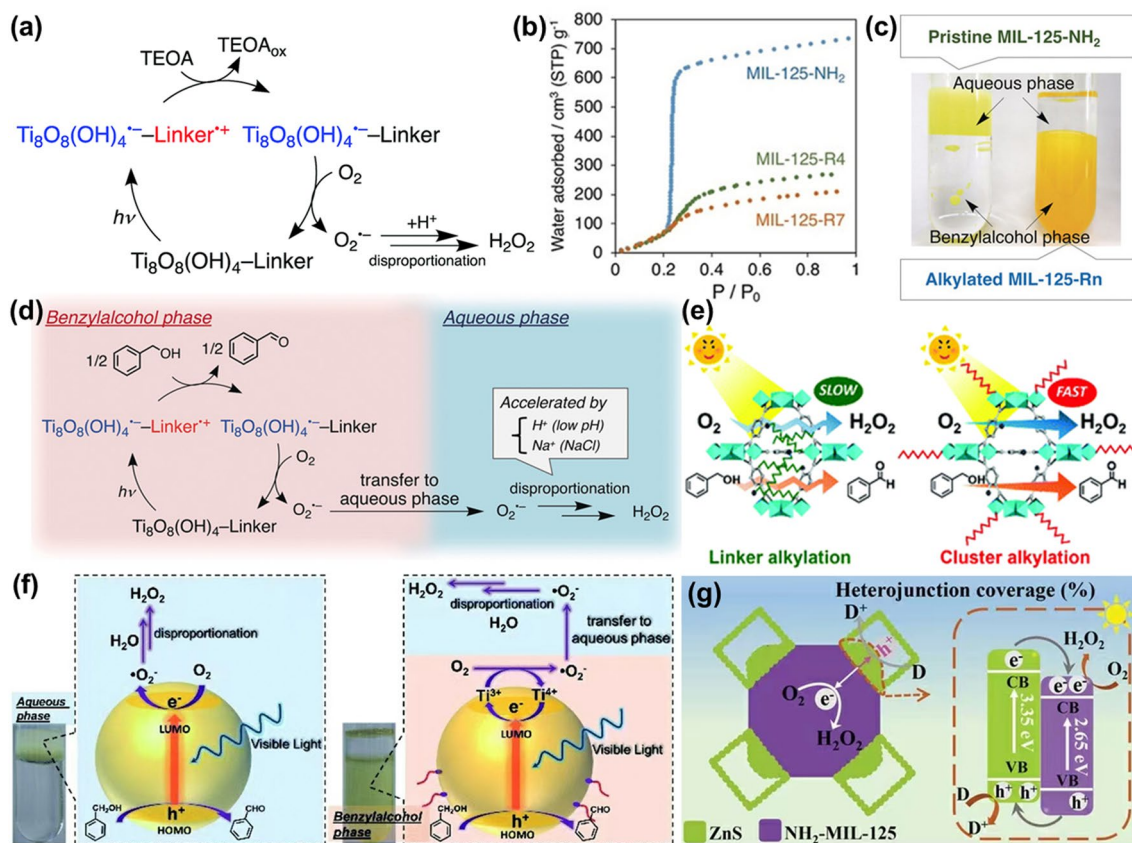 (a)
TEOA
TEOAox
Ti8O8(OH)4•−–Linker•+
Ti8O8(OH)4•−–Linker
O2
hν
Ti8O8(OH)4–Linker
O2•−
+H+
disproportionation
H2O2
(b)
Water adsorbed / cm3 (STP) g-1
800
700
600
500
400
300
200
100
0
0
0.2
0.4
0.6
0.8
1
P / P0
MIL-125-NH2
MIL-125-R4
MIL-125-R7
(c)
Pristine MIL-125-NH2
Aqueous phase
Benzylalcohol phase
Alkylated MIL-125-Rn
(d)
Benzylalcohol phase
Aqueous phase
1/2
OH
1/2
O
Ti8O8(OH)4•−–Linker•+
Ti8O8(OH)4•−–Linker
O2
hν
Ti8O8(OH)4–Linker
O2•−
transfer to
aqueous phase
Accelerated by
H+ (low pH)
Na+ (NaCl)
O2•−
disproportionation
H2O2
(e)
SLOW
O2
H2O2
OH
O
H
Linker alkylation
FAST
O2
H2O2
OH
O
H
Cluster alkylation
(f)
H2O2
H2O
disproportionation
•O2-
O2
e-
LUMO
Visible Light
h+
HOMO
CH2OH
CHO
Aqueous
phase
H2O2
•O2-
disproportionation
H2O
transfer to
aqueous phase
O2
•O2-
Ti3+
Ti4+
e-
LUMO
Visible Light
h+
HOMO
CH2OH
CHO
Benzylalcohol
phase
(g)
Heterojunction coverage (%)
D+
h+
D
O2
e-
H2O2
ZnS
NH2-MIL-125
e-
CB
3.35 eV
VB
h+
h+
D
D+
H2O2
O2
e-
e-
CB
2.65 eV
VB
h+